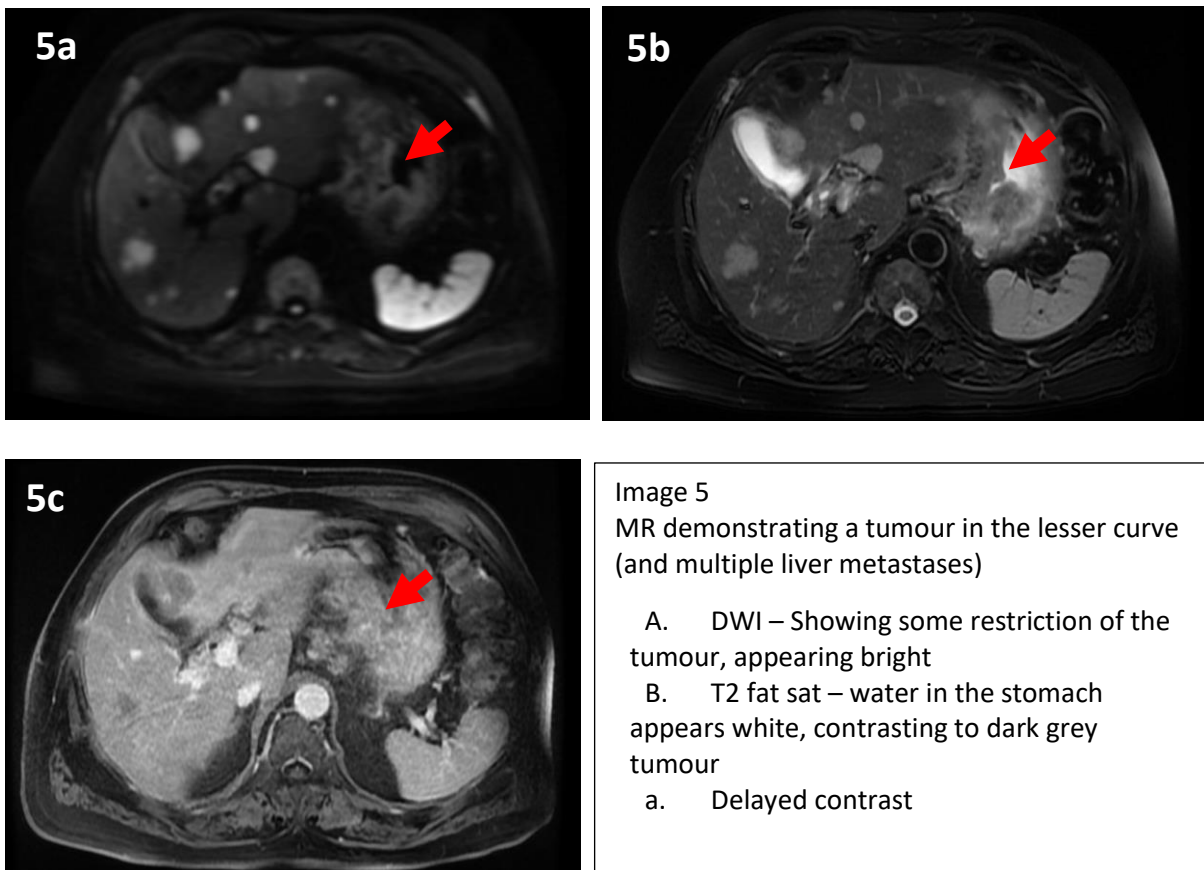 5a
5b
5c
Image 5
MR demonstrating a tumour in the lesser curve
(and multiple liver metastases)
A. DWI – Showing some restriction of the
tumour, appearing bright
B. T2 fat sat – water in the stomach
appears white, contrasting to dark grey
tumour
a. Delayed contrast